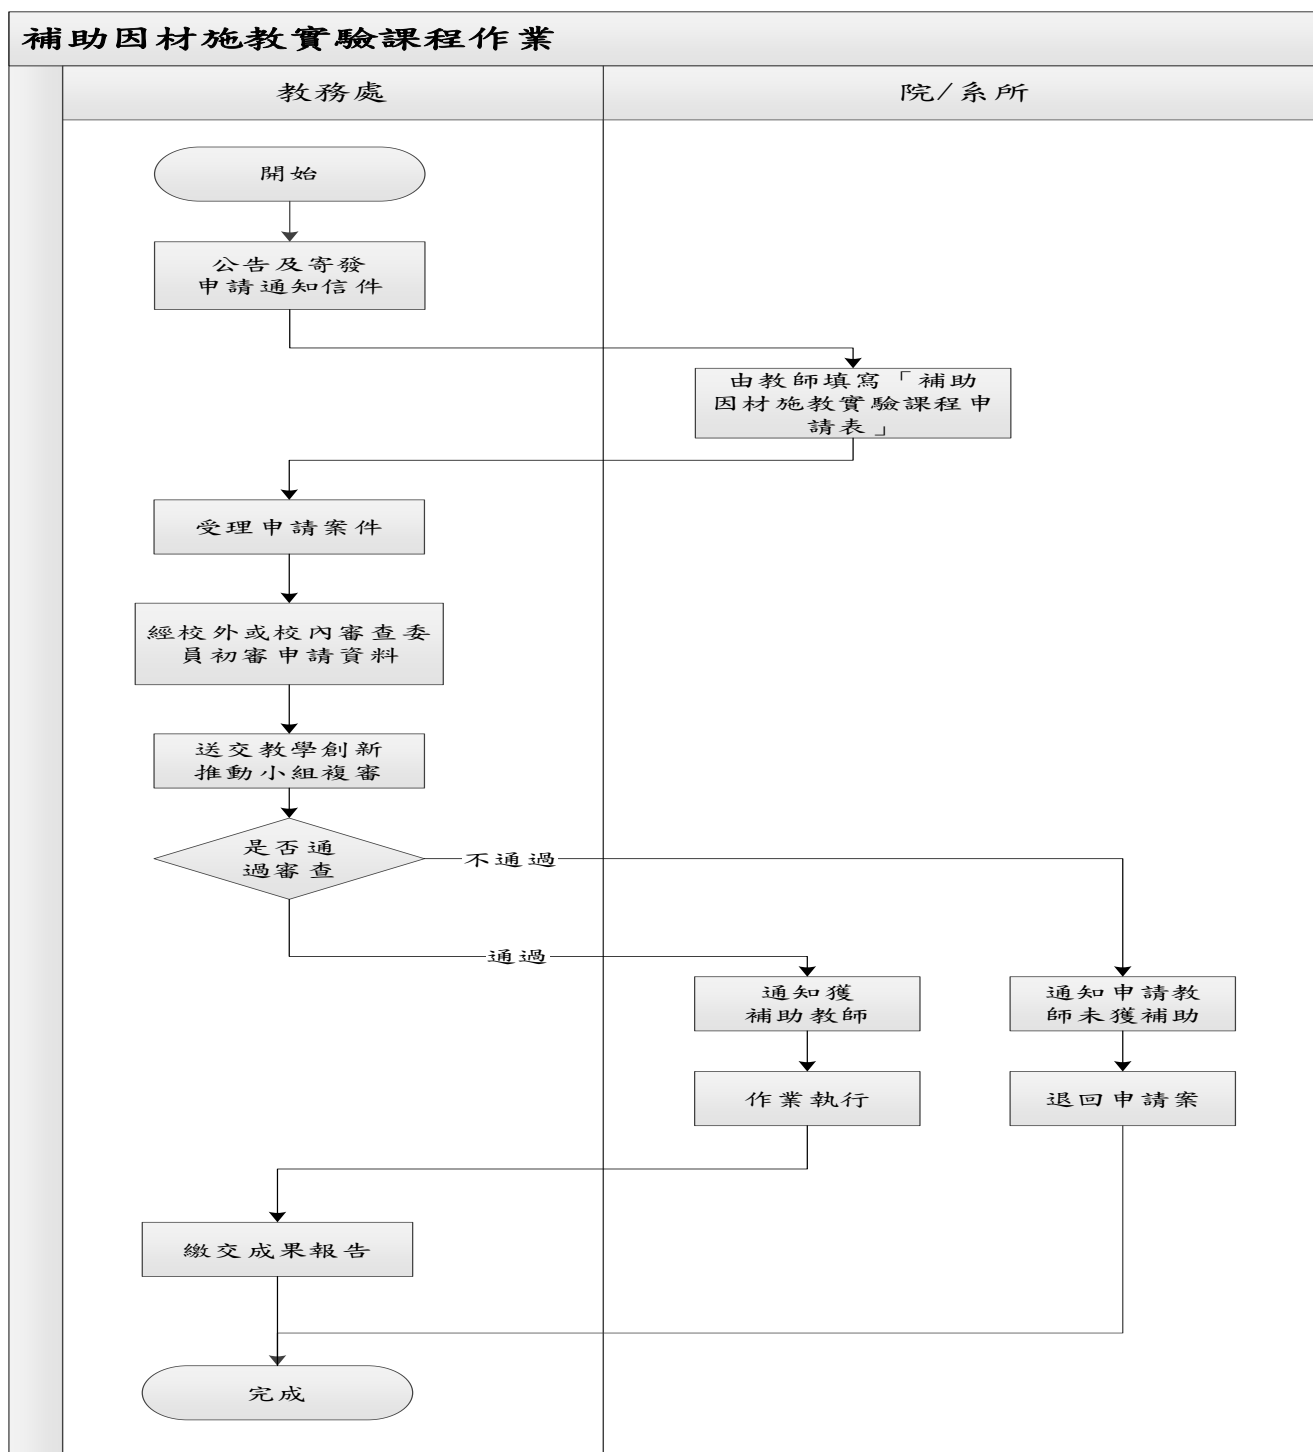 補助因材施教實驗課程作業
教務處
院/系所
開始
公告及寄發
申請通知信件
由教師填寫「補助
因材施教實驗課程申
請表」
受理申請案件
經校外或校內審查委
員初審申請資料
送交教學創新
推動小組複審
是否通
過審查
不通過
通過
通知獲
補助教師
通知申請教
師未獲補助
作業執行
退回申請案
繳交成果報告
完成